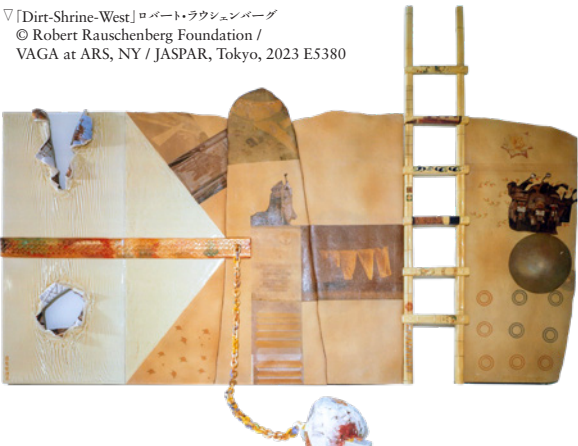 ▽「Dirt-Shrine-West」ロバート・ラウシェンバーグ
© Robert Rauschenberg Foundation /
VAGA at ARS, NY / JASPAR, Tokyo, 2023 E5380